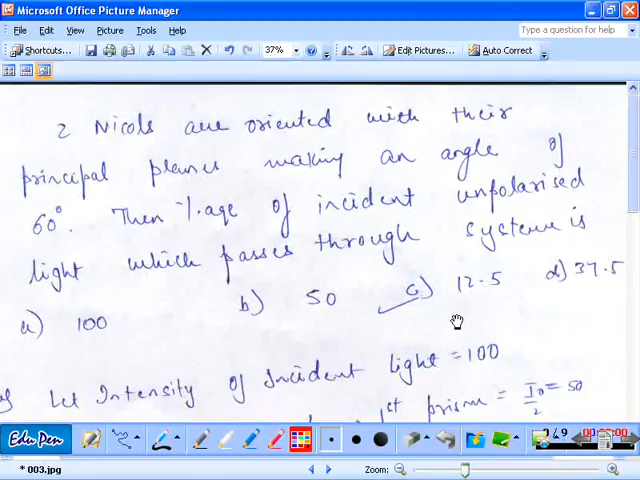 Microsoft Office Picture Manager
File Edit View Picture Tools Help
Type a question for help
Shortcuts... 37% Edit Pictures... Auto Correct
2 Nicols are oriented with their
principal planes making an angle of
60°. Then %age of incident unpolarised
light which passes through systeme is
a) 100 b) 50 c) 12.5 d) 37.5
Let Intensity of Incident light = 100
1st prism = I0/2 = 50
Edu Pen
003.jpg
Zoom: